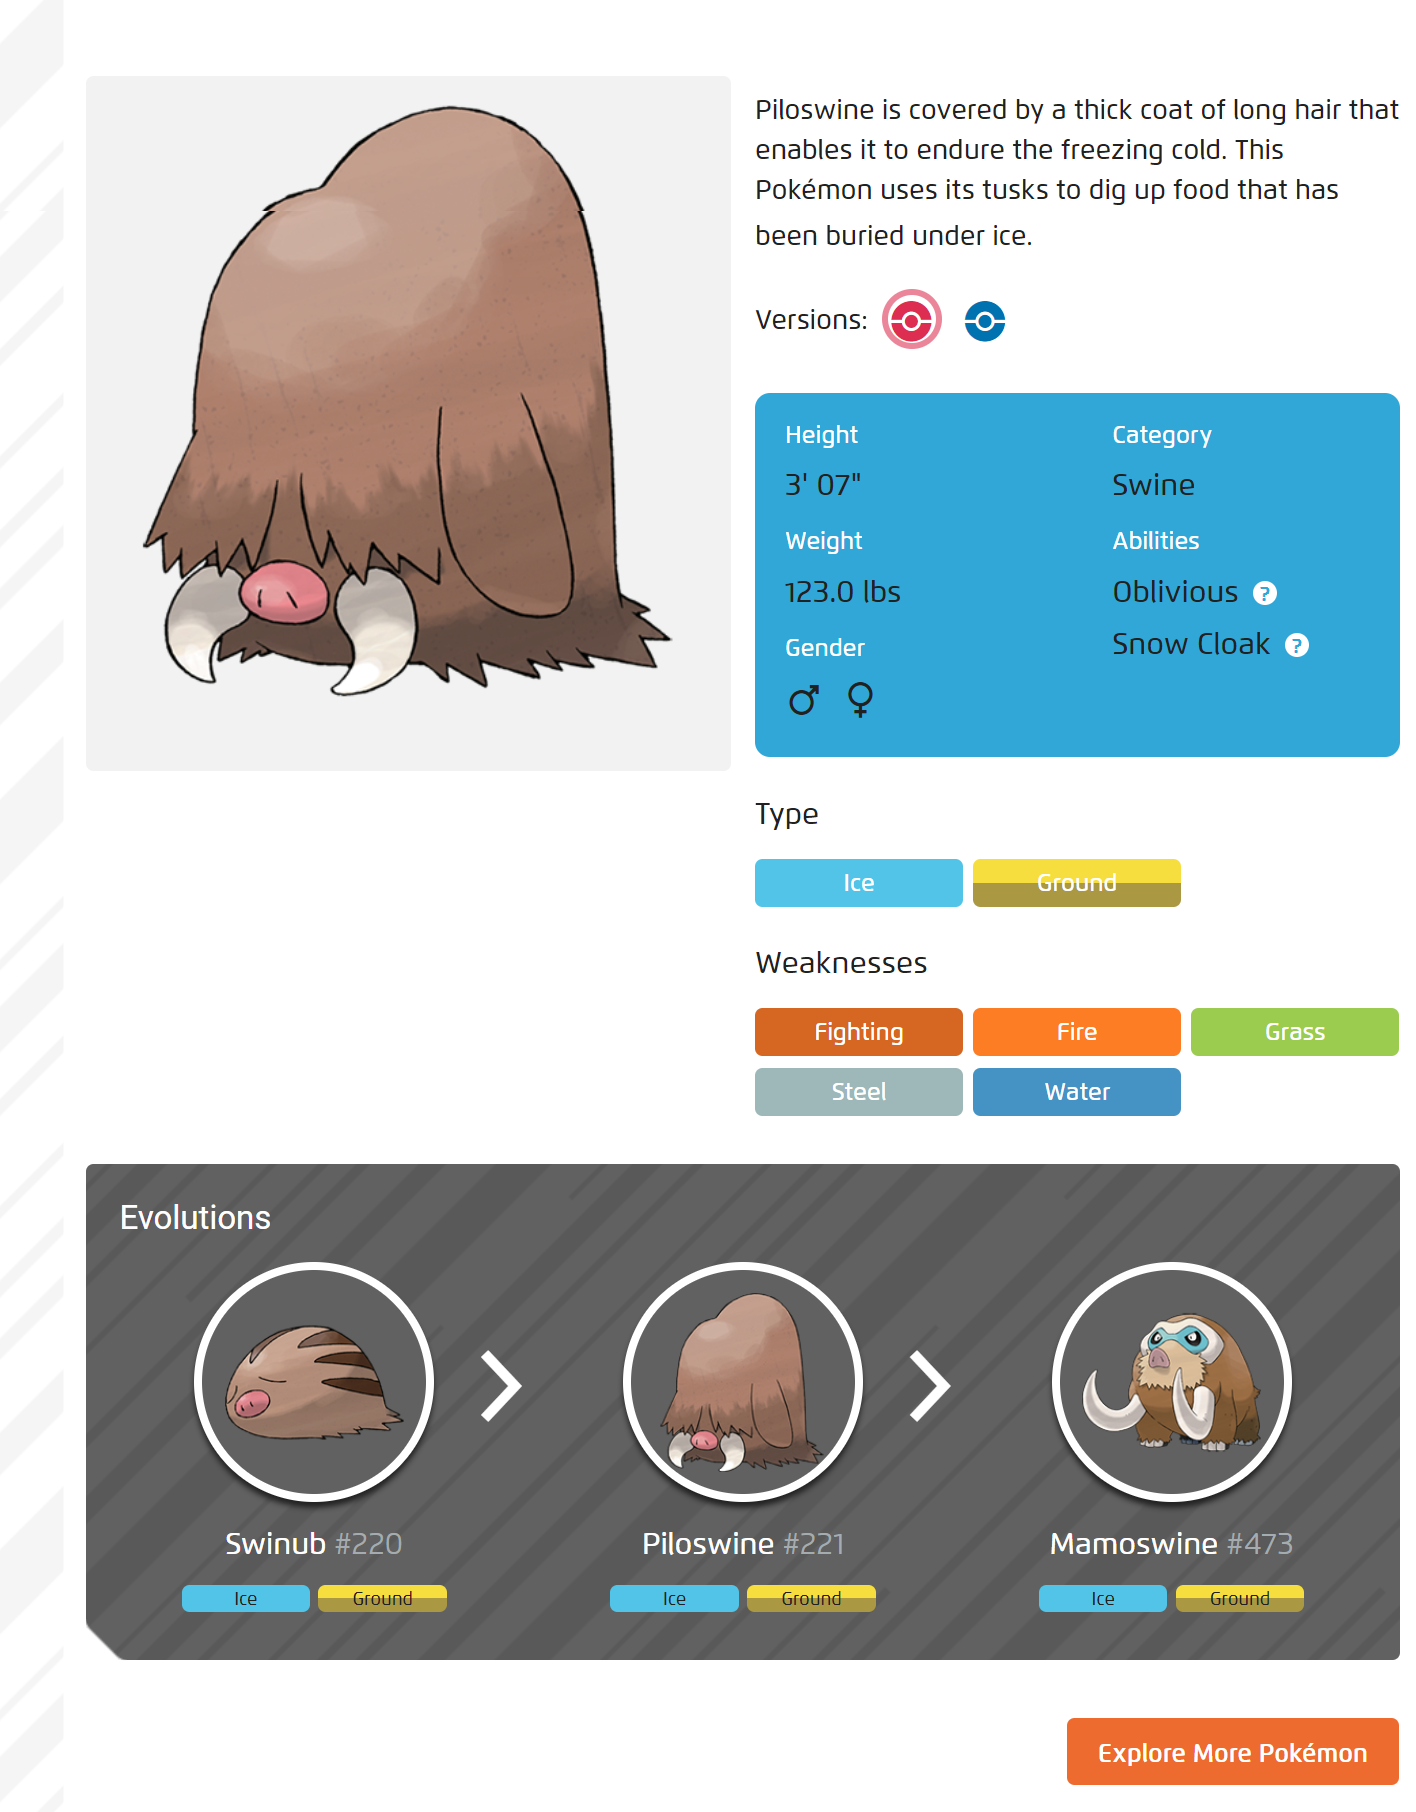 Piloswine is covered by a thick coat of long hair that
enables it to endure the freezing cold. This
Pokémon uses its tusks to dig up food that has
been buried under ice.
Versions:
Height
3' 07"
Weight
123.0 lbs
Gender
♂ ♀
Category
Swine
Abilities
Oblivious ?
Snow Cloak ?
Type
Ice Ground
Weaknesses
Fighting Fire Grass
Steel Water
Evolutions
Swinub #220
Ice Ground
Piloswine #221
Ice Ground
Mamoswine #473
Ice Ground
Explore More Pokémon